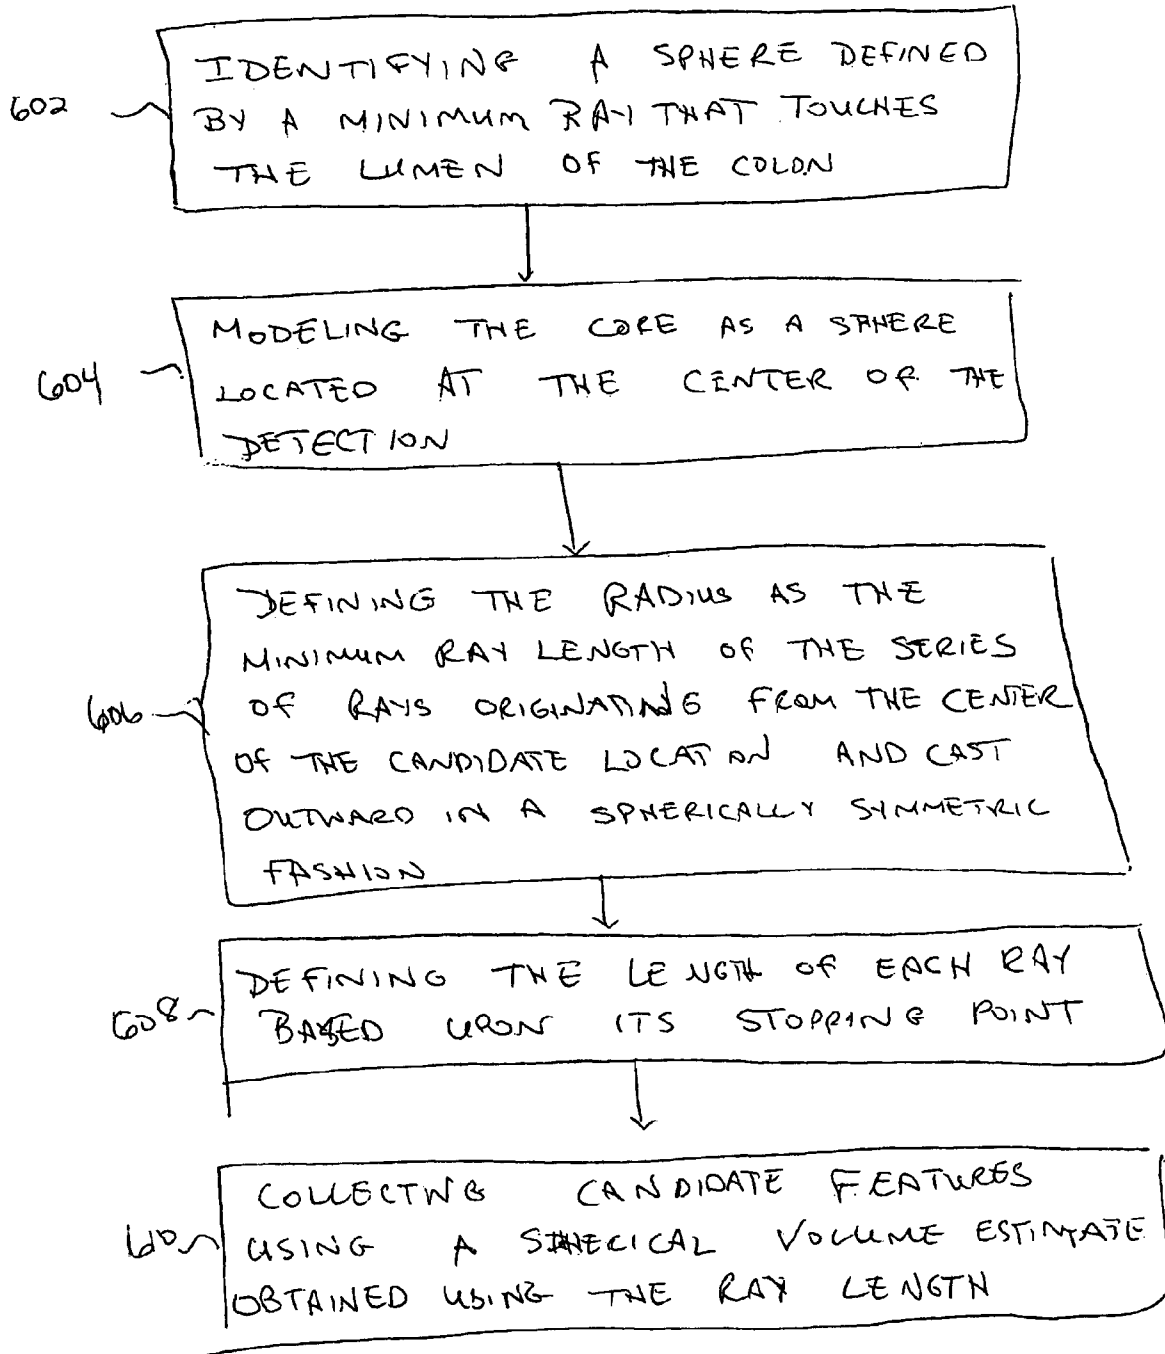 602
IDENTIFYING A SPHERE DEFINED
BY A MINIMUM RAY THAT TOUCHES
THE LUMEN OF THE COLON
604
MODELING THE CORE AS A SPHERE
LOCATED AT THE CENTER OF THE
DETECTION
606
DEFINING THE RADIUS AS THE
MINIMUM RAY LENGTH OF THE SERIES
OF RAYS ORIGINATING FROM THE CENTER
OF THE CANDIDATE LOCATION AND CAST
OUTWARD IN A SPHERICALLY SYMMETRIC
FASHION
608
DEFINING THE LENGTH OF EACH RAY
BASED UPON ITS STOPPING POINT
610
COLLECTING CANDIDATE FEATURES
USING A SPHERICAL VOLUME ESTIMATE
OBTAINED USING THE RAY LENGTH